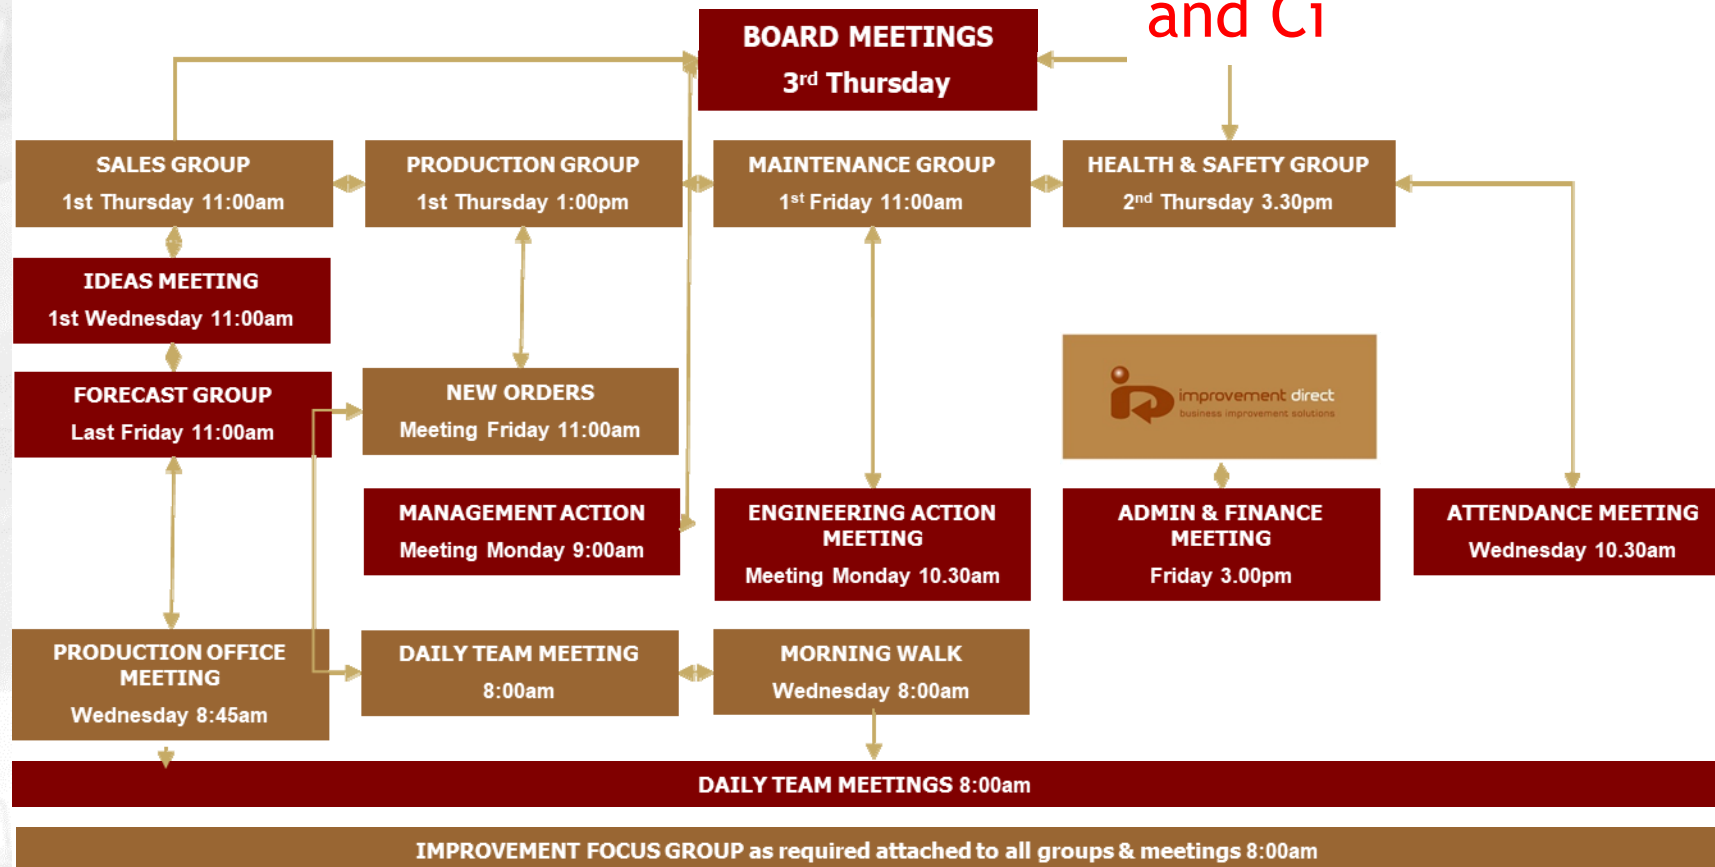 and Ci
BOARD MEETINGS
3rd Thursday
SALES GROUP
1st Thursday 11:00am
PRODUCTION GROUP
1st Thursday 1:00pm
MAINTENANCE GROUP
1st Friday 11:00am
HEALTH & SAFETY GROUP
2nd Thursday 3.30pm
IDEAS MEETING
1st Wednesday 11:00am
FORECAST GROUP
Last Friday 11:00am
NEW ORDERS
Meeting Friday 11:00am
improvement direct
business improvement solutions
MANAGEMENT ACTION
Meeting Monday 9:00am
ENGINEERING ACTION
MEETING
Meeting Monday 10.30am
ADMIN & FINANCE
MEETING
Friday 3.00pm
ATTENDANCE MEETING
Wednesday 10.30am
PRODUCTION OFFICE
MEETING
Wednesday 8:45am
DAILY TEAM MEETING
8:00am
MORNING WALK
Wednesday 8:00am
DAILY TEAM MEETINGS 8:00am
IMPROVEMENT FOCUS GROUP as required attached to all groups & meetings 8:00am